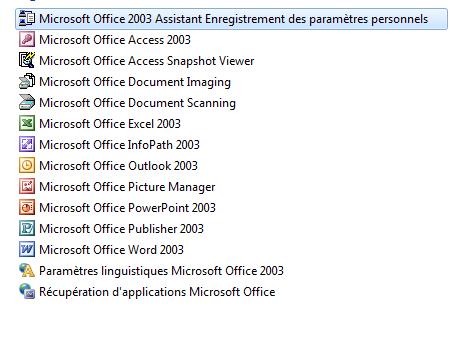 Microsoft Office 2003 Assistant Enregistrement des paramètres personnels
Microsoft Office Access 2003
Microsoft Office Access Snapshot Viewer
Microsoft Office Document Imaging
Microsoft Office Document Scanning
Microsoft Office Excel 2003
Microsoft Office InfoPath 2003
Microsoft Office Outlook 2003
Microsoft Office Picture Manager
Microsoft Office PowerPoint 2003
Microsoft Office Publisher 2003
Microsoft Office Word 2003
Paramètres linguistiques Microsoft Office 2003
Récupération d'applications Microsoft Office